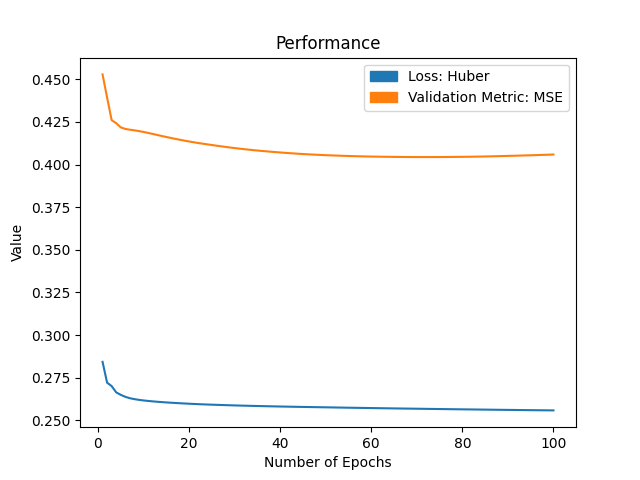 Performance
Loss: Huber
Validation Metric: MSE
Value
0.450
0.425
0.400
0.375
0.350
0.325
0.300
0.275
0.250
0 20 40 60 80 100
Number of Epochs